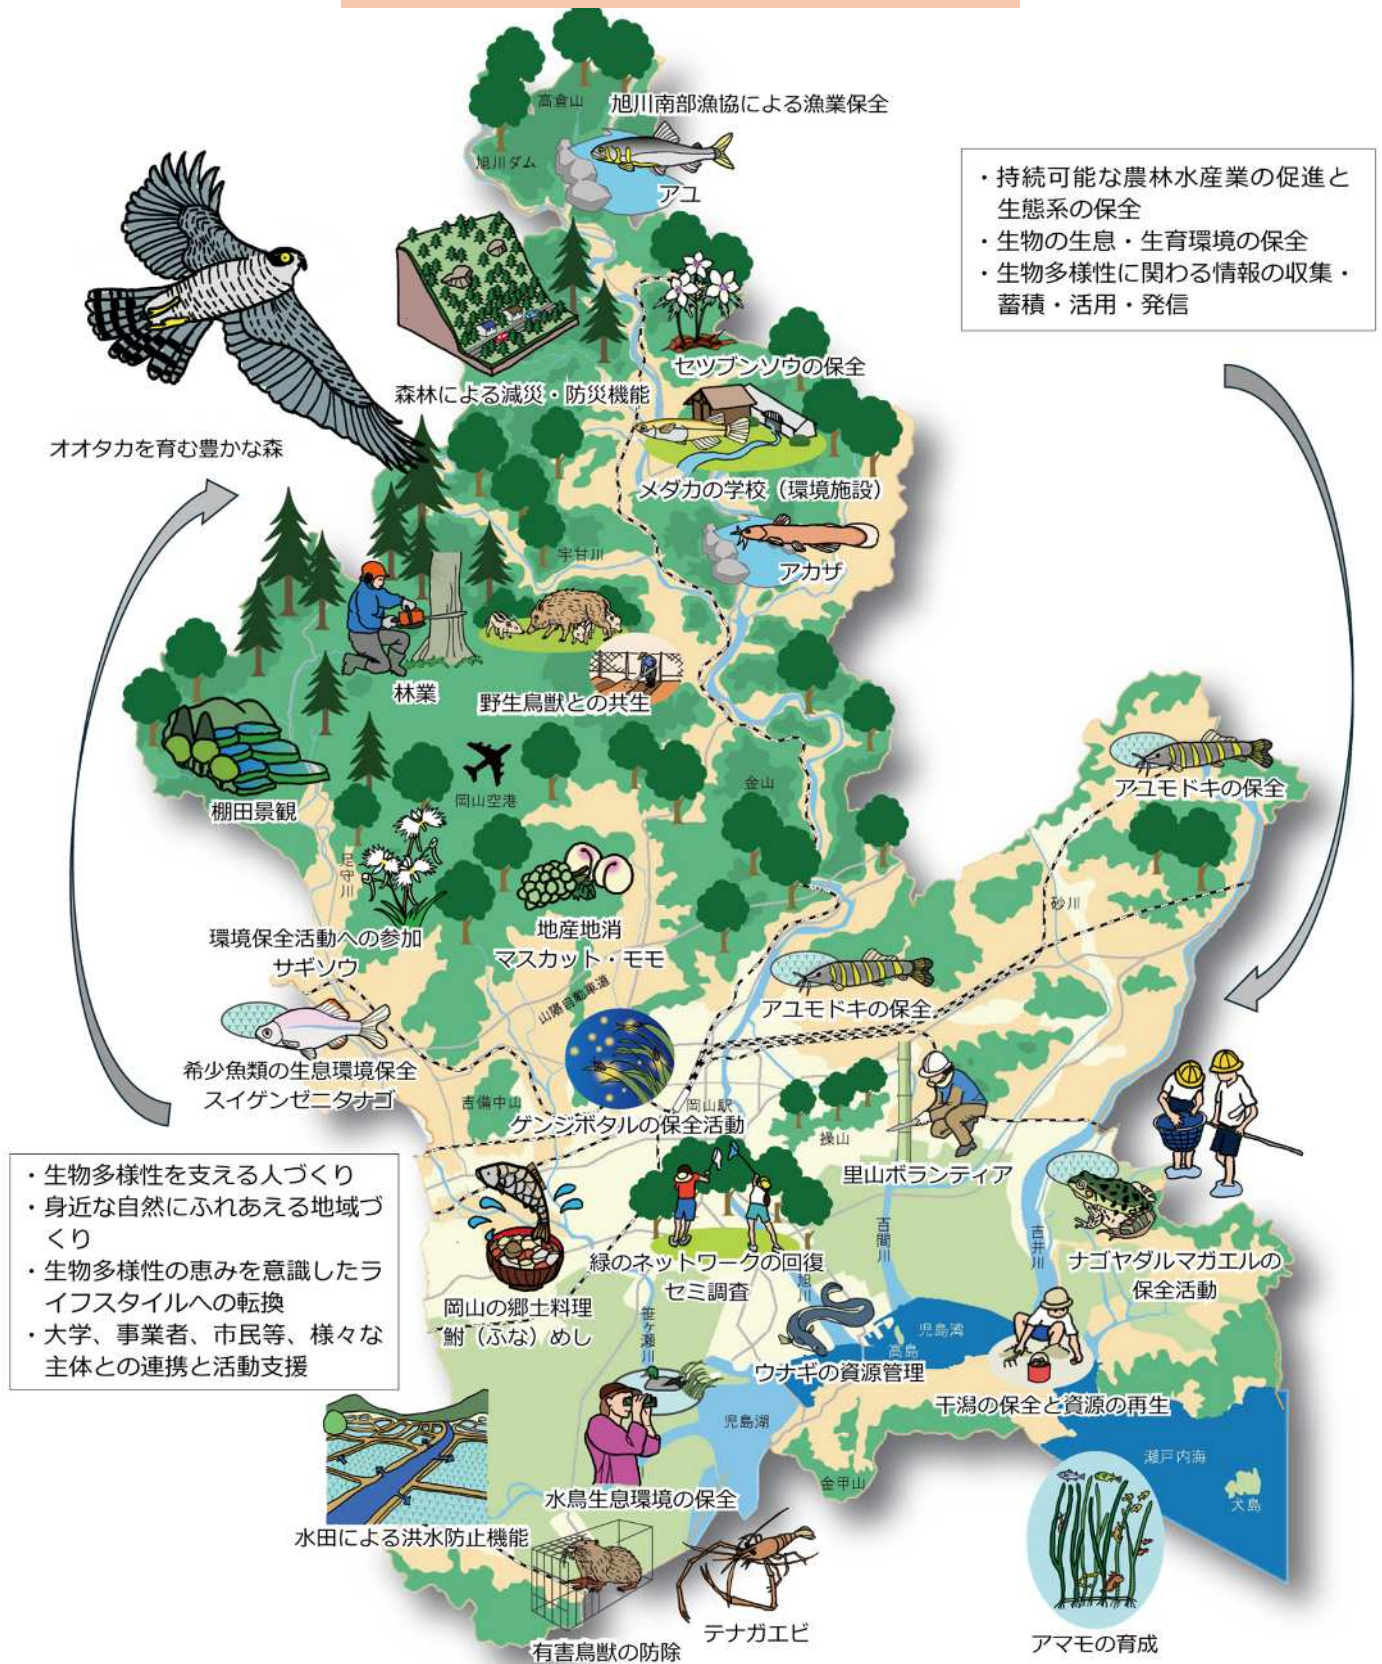 高倉山
旭川南部漁協による漁業保全
旭川ダム
アユ
・持続可能な農林水産業の促進と
生態系の保全
・生物の生息・生育環境の保全
・生物多様性に関わる情報の収集・
蓄積・活用・発信
セツブンソウの保全
森林による減災・防災機能
オオタカを育む豊かな森
メダカの学校（環境施設）
宇甘川
アカザ
林業
野生鳥獣との共生
金山
アユモドキの保全
岡山空港
棚田景観
足守川
砂川
地産地消
マスカット・モモ
環境保全活動への参加
サギソウ
山陽自動車道
アユモドキの保全
希少魚類の生息環境保全
スイゲンゼニタナゴ
吉備中山
岡山駅
ゲンジボタルの保全活動
操山
里山ボランティア
・生物多様性を支える人づくり
・身近な自然にふれあえる地域づ
くり
・生物多様性の恵みを意識したラ
イフスタイルへの転換
・大学、事業者、市民等、様々な
主体との連携と活動支援
百間川
吉井川
緑のネットワークの回復
セミ調査
旭川
ナゴヤダルマガエルの
保全活動
岡山の郷土料理
鮒（ふな）めし
笹ヶ瀬川
児島湾
高島
ウナギの資源管理
干潟の保全と資源の再生
児島湖
瀬戸内海
金甲山
犬島
水鳥生息環境の保全
水田による洪水防止機能
テナガエビ
有害鳥獣の防除
アマモの育成